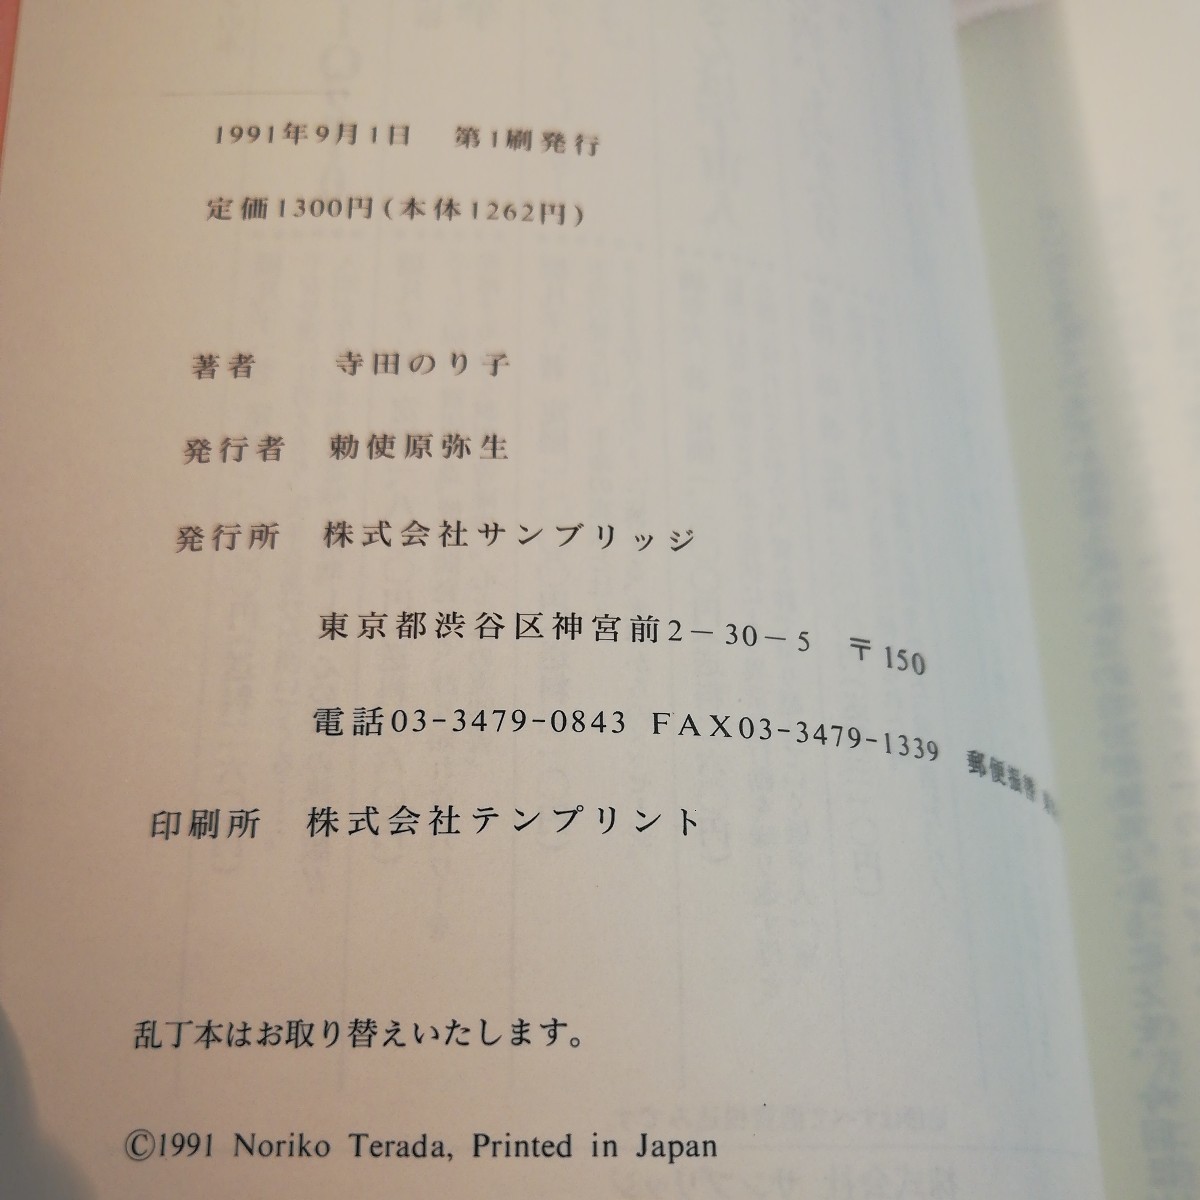 1991年9月1日　第1刷発行
定価1300円(本体1262円)
著者　寺田のり子
発行者　勅使原弥生
発行所　株式会社サンブリッジ
東京都渋谷区神宮前2－30－5　〒150
電話03-3479-0843　FAX03-3479-1339　郵便振替
印刷所　株式会社テンプリント
乱丁本はお取り替えいたします。
©1991 Noriko Terada, Printed in Japan